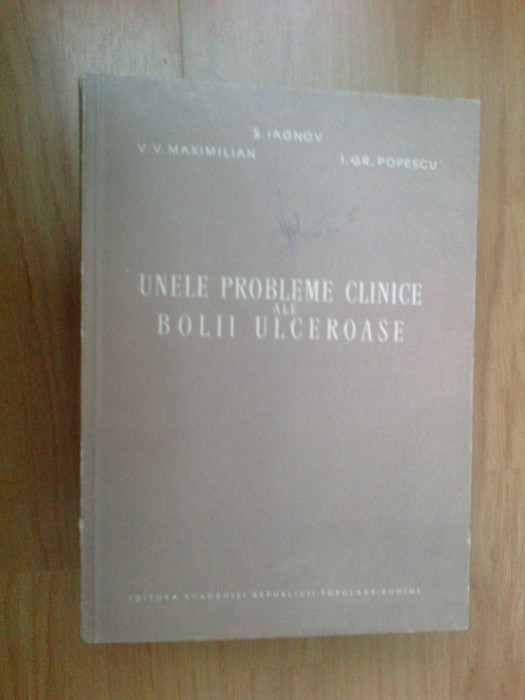 S. IAGNOV
V. V. MAXIMILIAN I. GR. POPESCU
UNELE PROBLEME CLINICE
ALE
BOLII ULCEROASE
EDITURA ACADEMIEI REPUBLICII POPULARE ROMÎNE